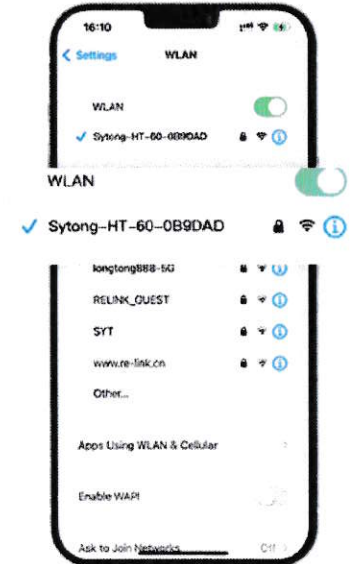 16:10
Settings WLAN
WLAN
Sytong-HT-60-0B9DAD
WLAN
Sytong-HT-60-0B9DAD
longtong888-5G
RELINK_GUEST
SYT
www.re-link.cn
Other...
Apps Using WLAN & Cellular
Enable WAPI
Ask to Join Networks Off